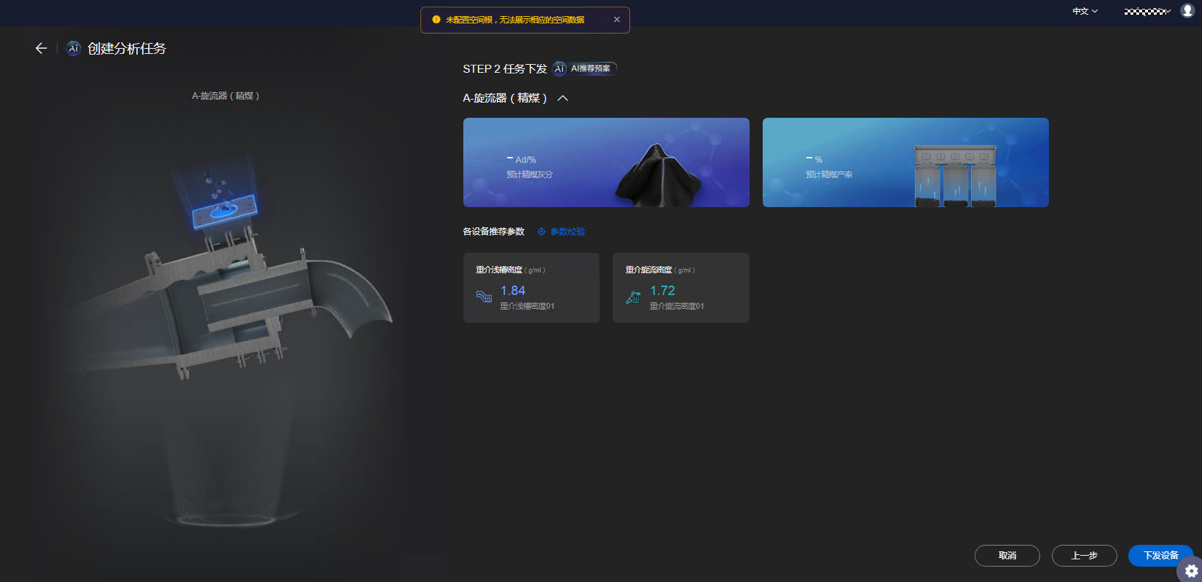 未配置空间根，无法展示相应的空间数据
中文
创建分析任务
A-旋流器（精煤）
STEP 2 任务下发 AI AI推荐预案
A-旋流器（精煤）
- Ad/%
预计精煤灰分
- %
预计精煤产率
各设备推荐参数 参数校验
重介浅槽密度（g/ml）
1.84
重介浅槽密度01
重介旋流密度（g/ml）
1.72
重介旋流密度01
取消
上一步
下发设备